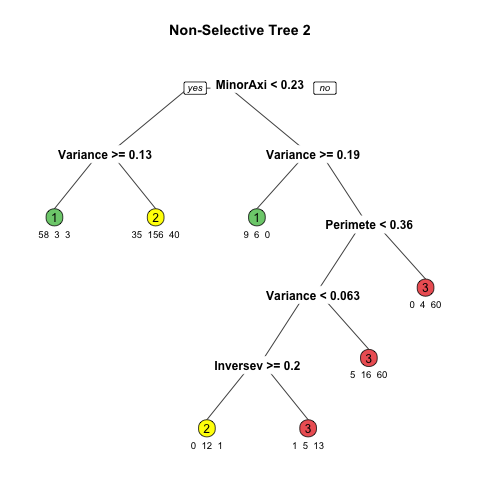 Non-Selective Tree 2
yes MinorAxi < 0.23 no
Variance >= 0.13 Variance >= 0.19
1 2 1
58 3 3 35 156 40 9 6 0
Perimete < 0.36
3
0 4 60
Variance < 0.063
3
5 16 60
Inversev >= 0.2
2 3
0 12 1 1 5 13